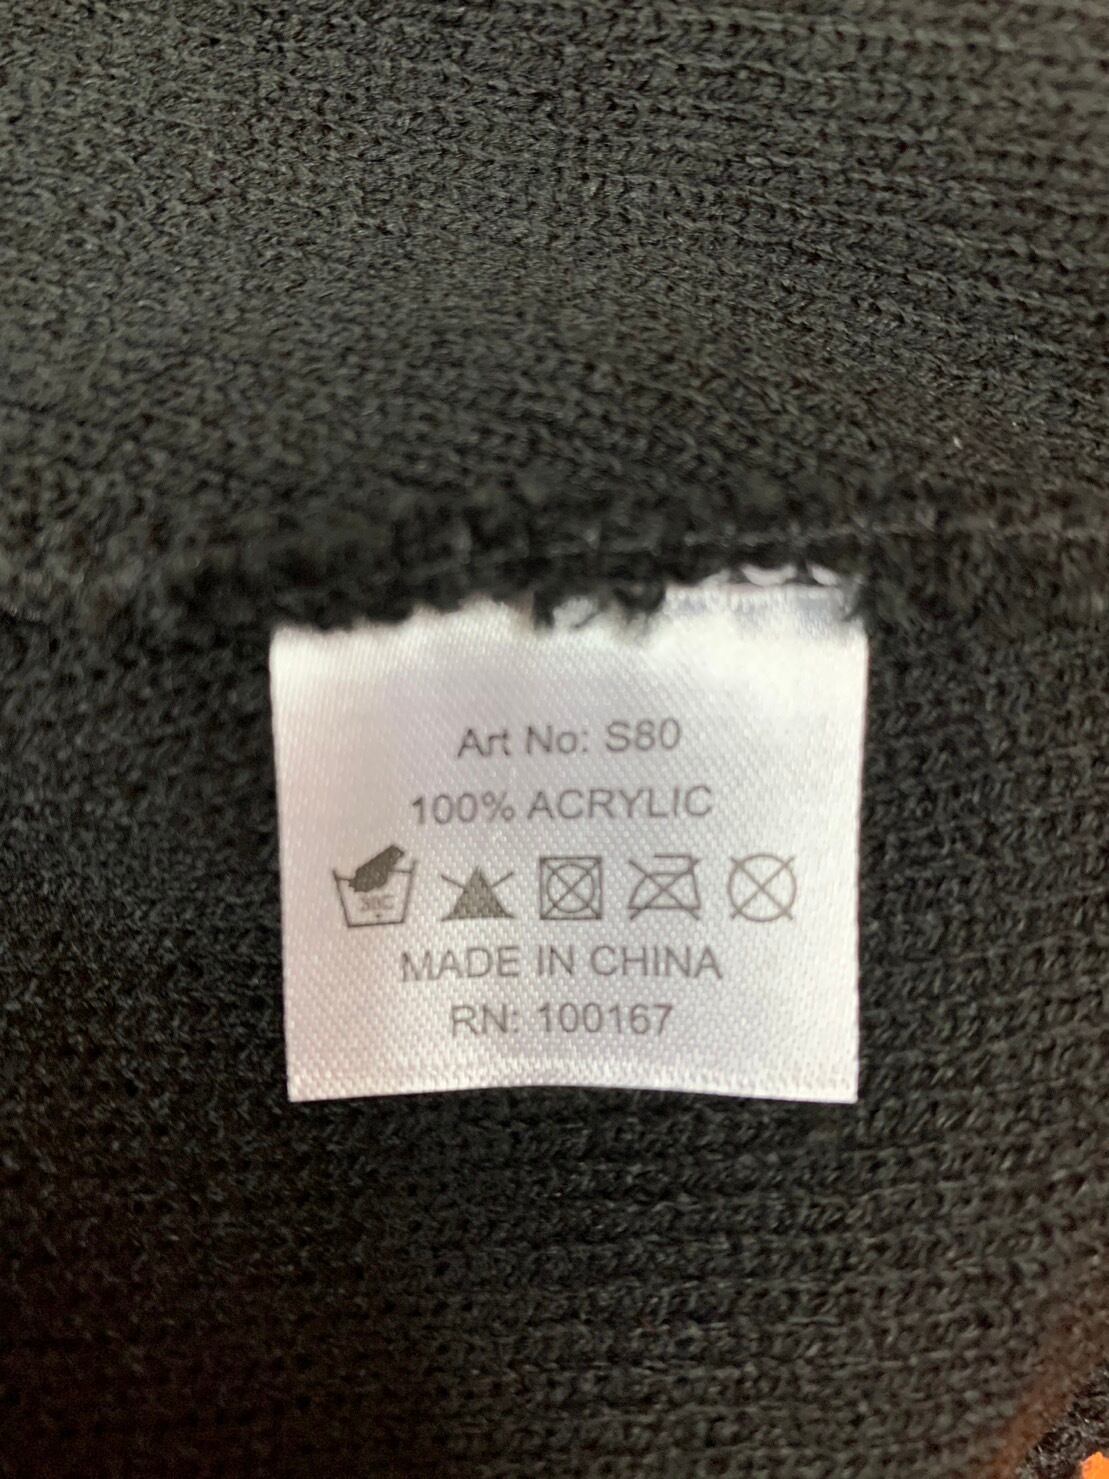 Art No: S80
100% ACRYLIC
MADE IN CHINA
RN: 100167